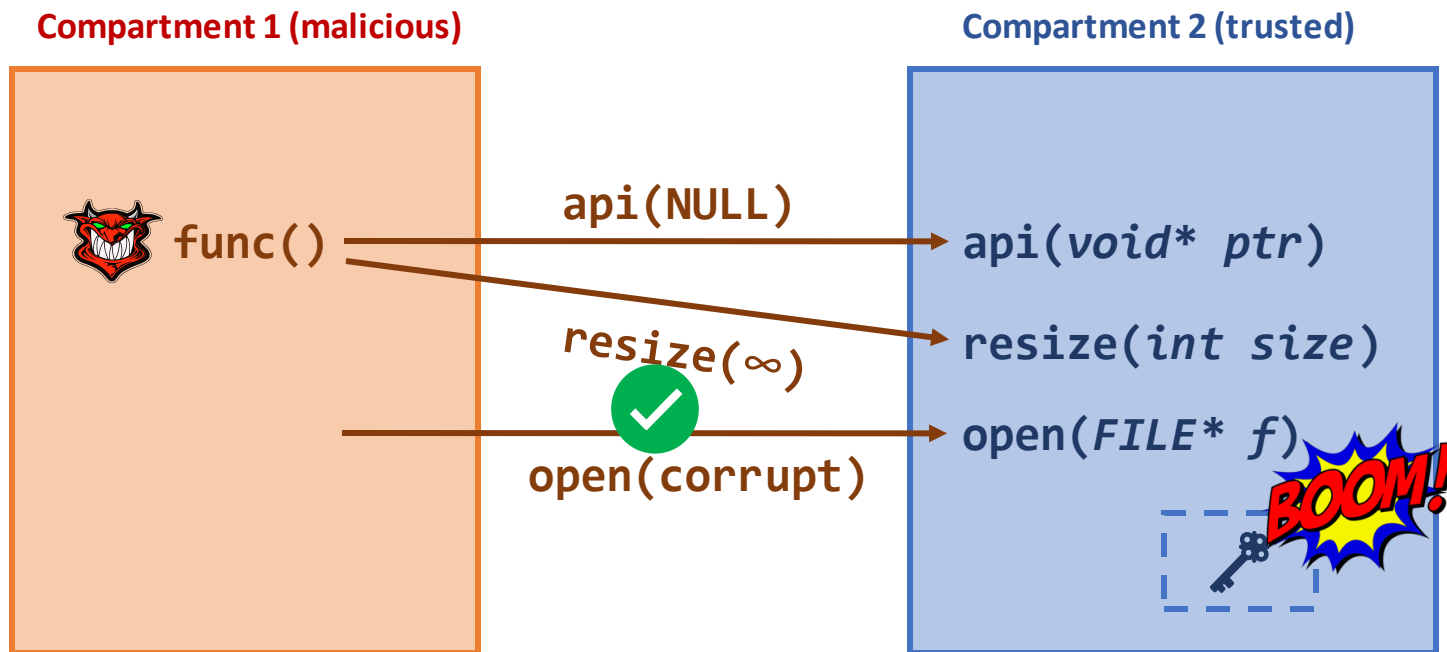 Compartment 1 (malicious)
Compartment 2 (trusted)
api(NULL)
func()
api(void* ptr)
resize(∞)
resize(int size)
open(FILE* f)
open(corrupt)
BOOM!